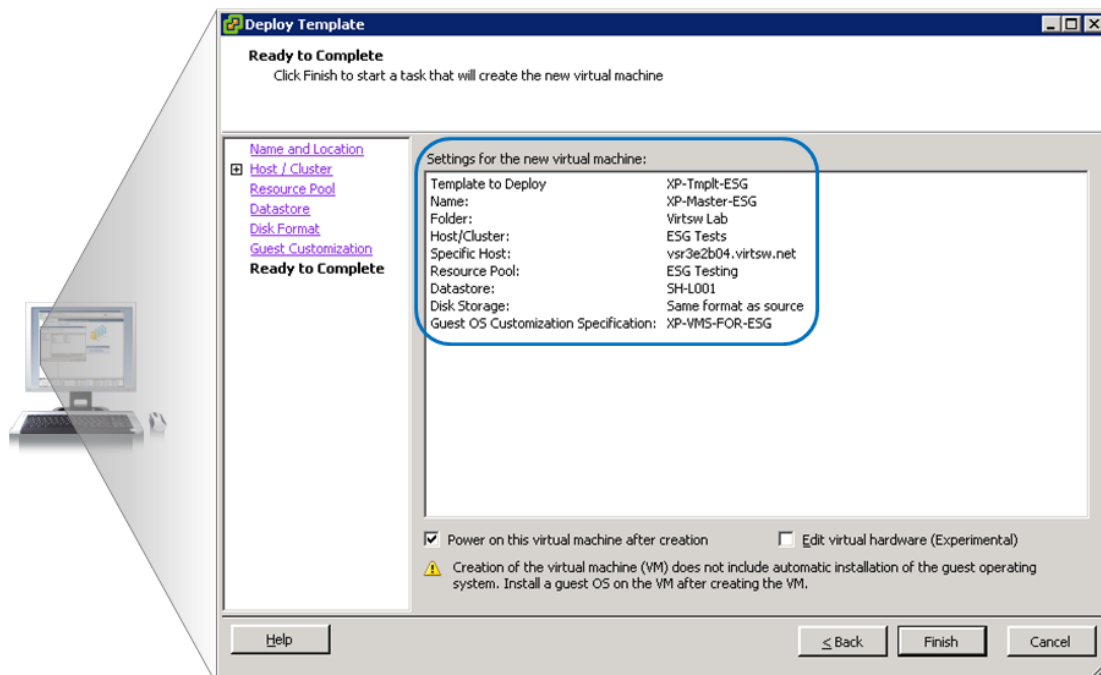 Deploy Template
Ready to Complete
Click Finish to start a task that will create the new virtual machine
Name and Location
Host / Cluster
Resource Pool
Datastore
Disk Format
Guest Customization
Ready to Complete
Settings for the new virtual machine:
Template to Deploy XP-Tmplt-ESG
Name: XP-Master-ESG
Folder: Virtsw Lab
Host/Cluster: ESG Tests
Specific Host: vsr3e2b04.virtsw.net
Resource Pool: ESG Testing
Datastore: SH-L001
Disk Storage: Same format as source
Guest OS Customization Specification: XP-VMS-FOR-ESG
Power on this virtual machine after creation Edit virtual hardware (Experimental)
Creation of the virtual machine (VM) does not include automatic installation of the guest operating
system. Install a guest OS on the VM after creating the VM.
Help < Back Finish Cancel